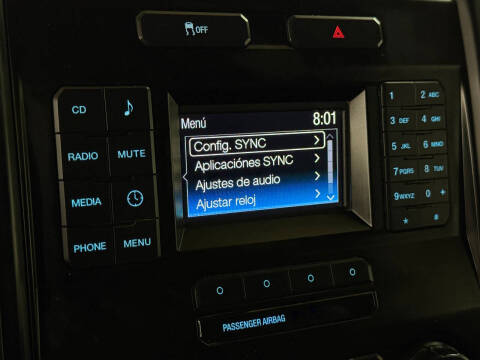 OFF
CD
RADIO MUTE
MEDIA
PHONE MENU
Menú 8:01
Config. SYNC >
Aplicaciónes SYNC >
Ajustes de audio >
Ajustar reloj >
1 2 ABC
3 DEF 4 GHI
5 JKL 6 MNO
7 PQRS 8 TUV
9 WXYZ 0 +
* #
PASSENGER AIRBAG